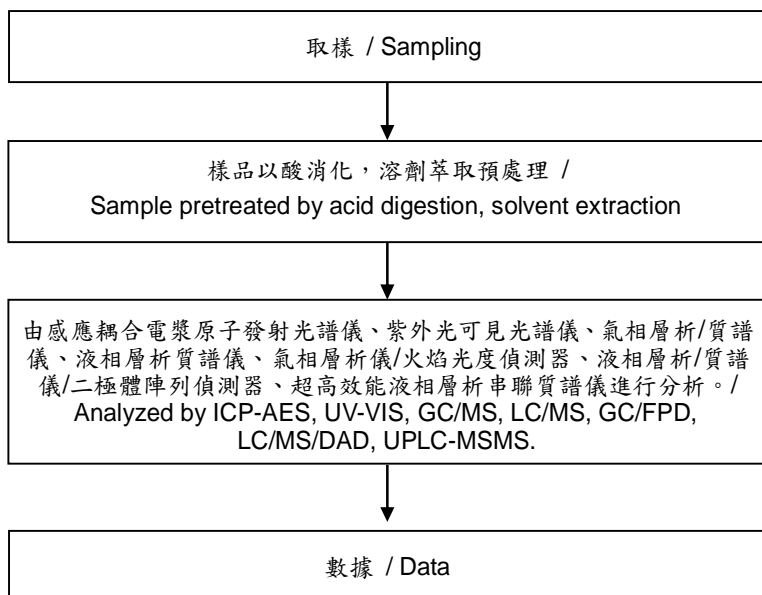 取樣 / Sampling
樣品以酸消化，溶劑萃取預處理 /
Sample pretreated by acid digestion, solvent extraction
由感應耦合電漿原子發射光譜儀、紫外光可見光譜儀、氣相層析/質譜
儀、液相層析質譜儀、氣相層析儀/火焰光度偵測器、液相層析/質譜
儀/二極體陣列偵測器、超高效能液相層析串聯質譜儀進行分析。/
Analyzed by ICP-AES, UV-VIS, GC/MS, LC/MS, GC/FPD,
LC/MS/DAD, UPLC-MSMS.
數據 / Data